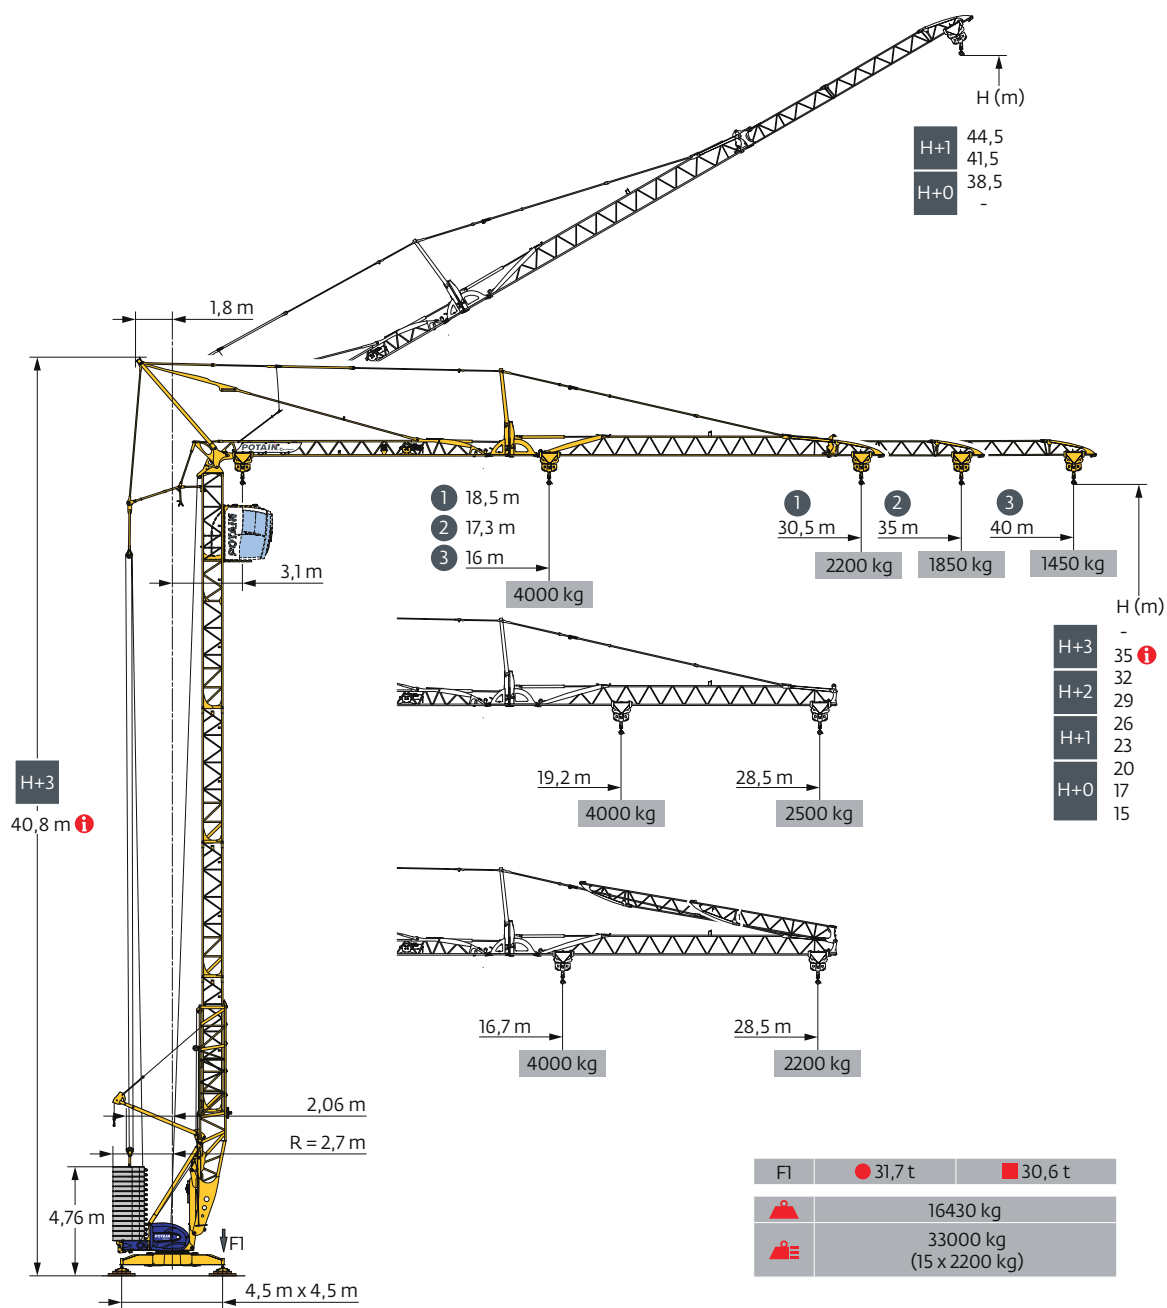 H (m)
H+1 44,5
41,5
H+0 38,5
-
1,8 m
POTAIN
POTAIN
1 18,5 m
2 17,3 m
3 16 m
4000 kg
3,1 m
1
30,5 m
2200 kg
2
35 m
1850 kg
3
40 m
1450 kg
H (m)
H+3 -
35 i
H+2 32
29
H+1 26
23
H+0 20
17
15
19,2 m
4000 kg
28,5 m
2500 kg
H+3
40,8 m i
16,7 m
4000 kg
28,5 m
2200 kg
2,06 m
R = 2,7 m
4,76 m
POTAIN
F1
4,5 m x 4,5 m
F1 31,7 t 30,6 t
16430 kg
33000 kg
(15 x 2200 kg)